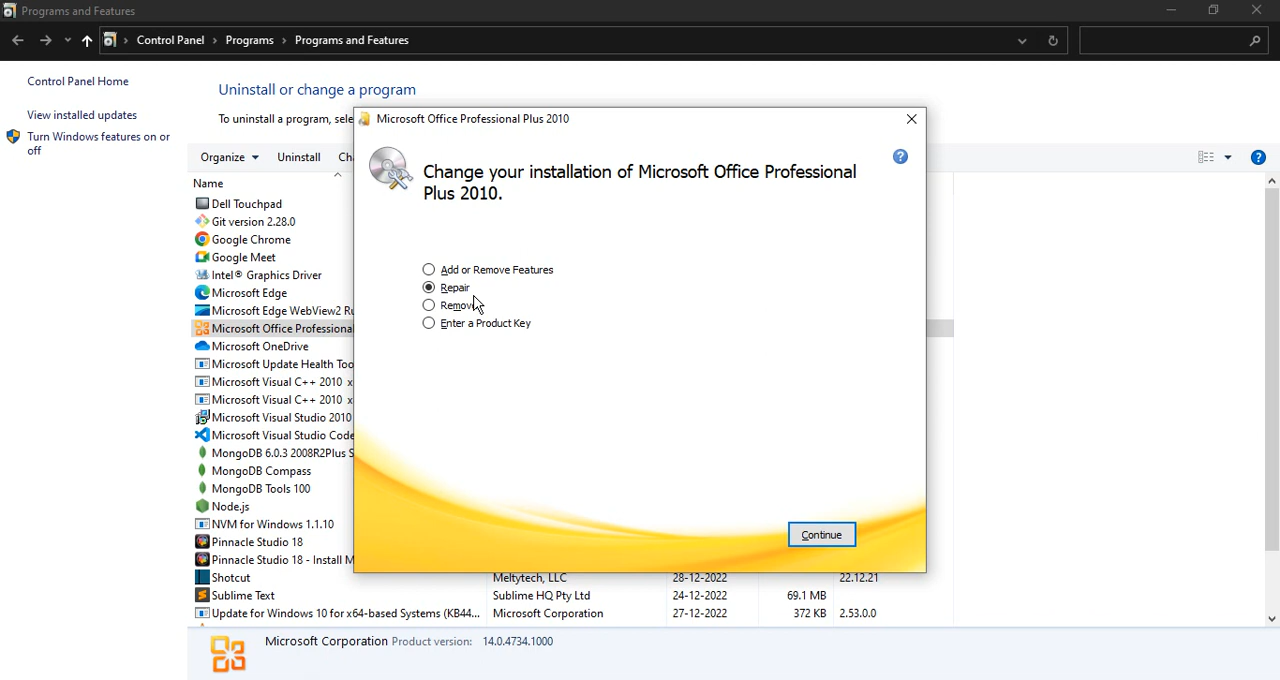 Programs and Features
Control Panel > Programs > Programs and Features
Control Panel Home
View installed updates
Turn Windows features on or
off
Uninstall or change a program
To uninstall a program, sele
Organize Uninstall Ch
Name
Dell Touchpad
Git version 2.28.0
Google Chrome
Google Meet
Intel® Graphics Driver
Microsoft Edge
Microsoft Edge WebView2 Ru
Microsoft Office Professiona
Microsoft OneDrive
Microsoft Update Health Too
Microsoft Visual C++ 2010 x
Microsoft Visual C++ 2010 x
Microsoft Visual Studio 2010
Microsoft Visual Studio Code
MongoDB 6.0.3 2008R2Plus S
MongoDB Compass
MongoDB Tools 100
Node.js
NVM for Windows 1.1.10
Pinnacle Studio 18
Pinnacle Studio 18 - Install M
Shotcut Meltytech, LLC 28-12-2022 22.12.21
Sublime Text Sublime HQ Pty Ltd 24-12-2022 69.1 MB
Update for Windows 10 for x64-based Systems (KB44... Microsoft Corporation 27-12-2022 372 KB 2.53.0.0
Microsoft Corporation Product version: 14.0.4734.1000
Microsoft Office Professional Plus 2010
Change your installation of Microsoft Office Professional
Plus 2010.
Add or Remove Features
Repair
Remove
Enter a Product Key
Continue